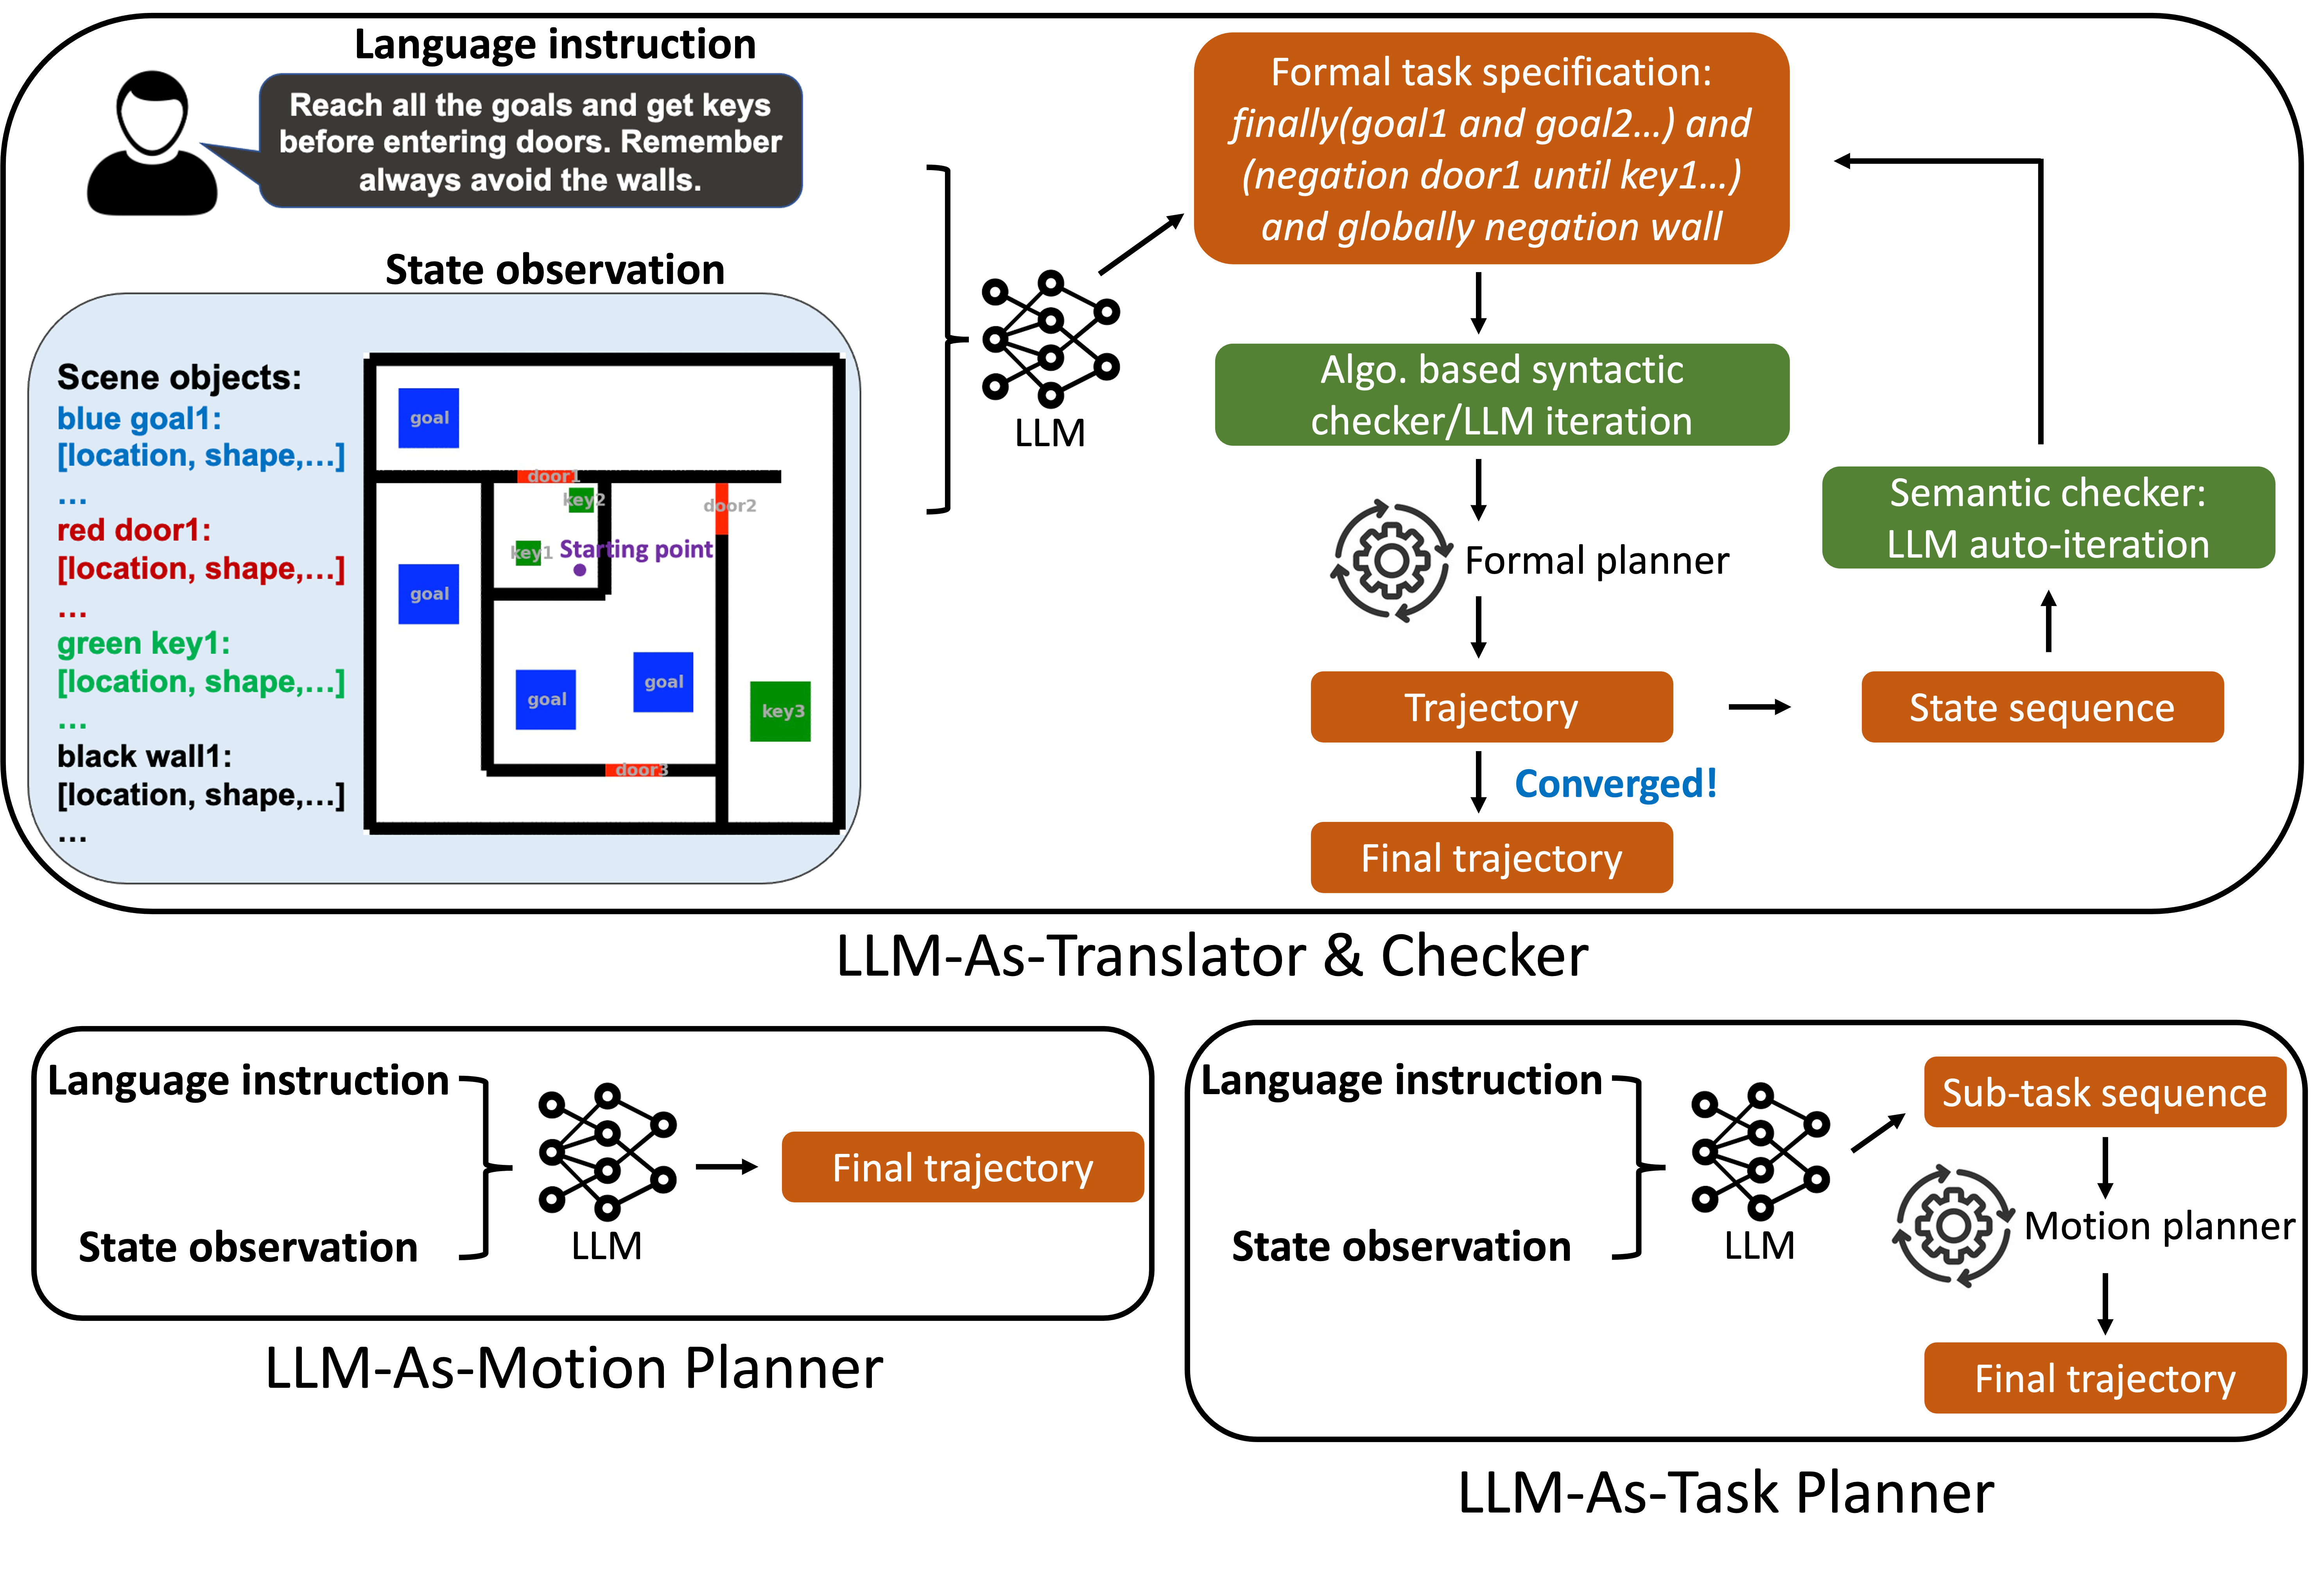 Language instruction
Reach all the goals and get keys
before entering doors. Remember
always avoid the walls.
State observation
Scene objects:
blue goal1:
[location, shape,...]
...
red door1:
[location, shape,...]
...
green key1:
[location, shape,...]
...
black wall1:
[location, shape,...]
...
goal
door1
key2
door2
key1
Starting point
goal
goal
goal
key3
door3
LLM
Formal task specification:
finally(goal1 and goal2...) and
(negation door1 until key1...)
and globally negation wall
Algo. based syntactic
checker/LLM iteration
Formal planner
Trajectory
Converged!
Final trajectory
State sequence
Semantic checker:
LLM auto-iteration
LLM-As-Translator & Checker
Language instruction
State observation
LLM
Final trajectory
LLM-As-Motion Planner
Language instruction
State observation
LLM
Sub-task sequence
Motion planner
Final trajectory
LLM-As-Task Planner